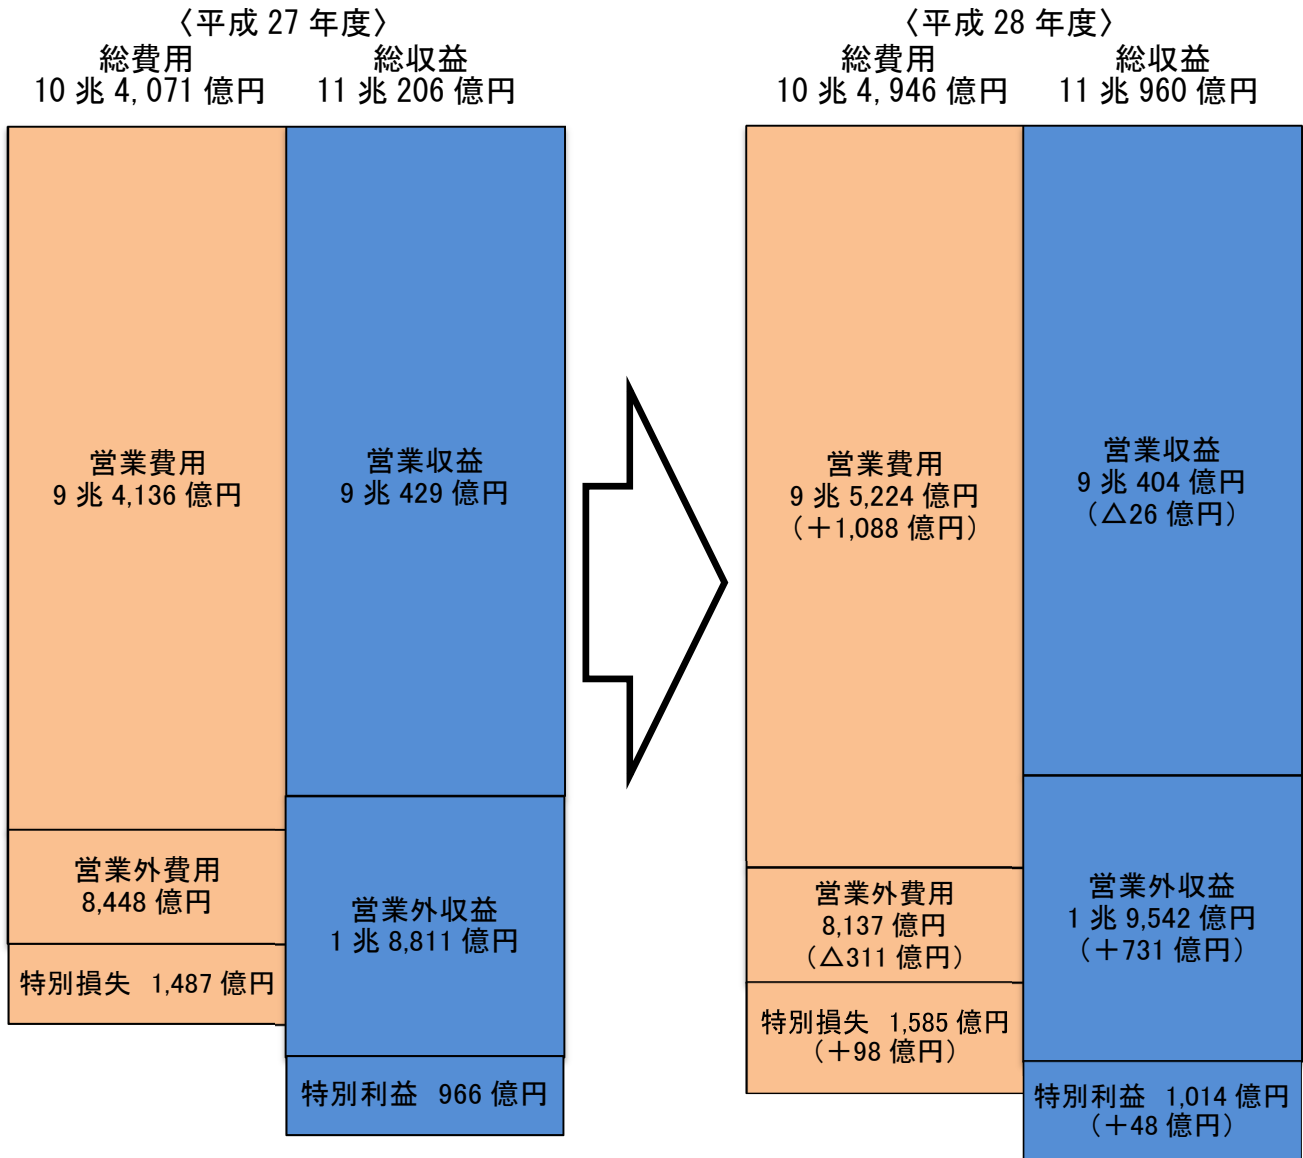 〈平成 27 年度〉
総費用
10 兆 4,071 億円
総収益
11 兆 206 億円
営業費用
9 兆 4,136 億円
営業外費用
8,448 億円
特別損失 1,487 億円
営業収益
9 兆 429 億円
営業外収益
1 兆 8,811 億円
特別利益 966 億円
〈平成 28 年度〉
総費用
10 兆 4,946 億円
総収益
11 兆 960 億円
営業費用
9 兆 5,224 億円
（＋1,088 億円）
営業外費用
8,137 億円
（△311 億円）
特別損失 1,585 億円
（＋98 億円）
営業収益
9 兆 404 億円
（△26 億円）
営業外収益
1 兆 9,542 億円
（＋731 億円）
特別利益 1,014 億円
（＋48 億円）